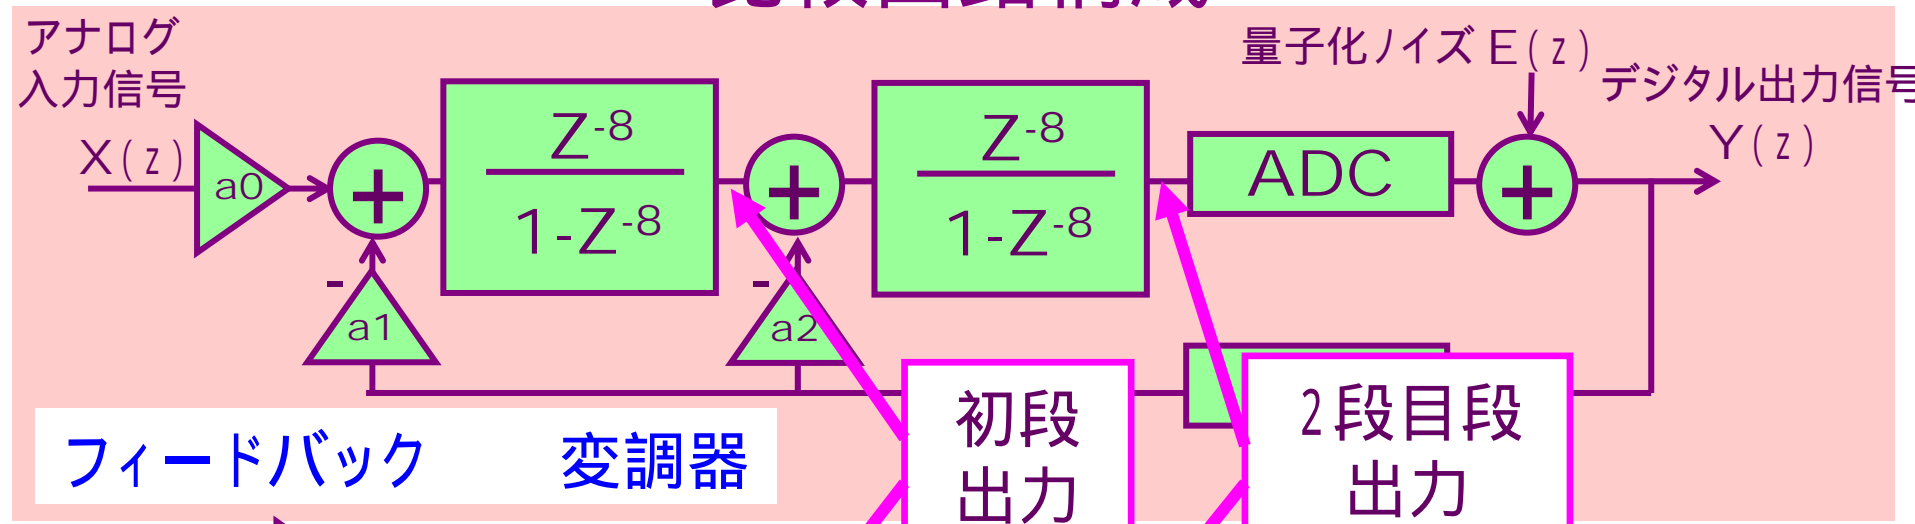 アナログ
入力信号
X(z)
a0
+
Z-8
1-Z-8
+
Z-8
1-Z-8
ADC
量子化ノイズE(z)
+
デジタル出力信号
Y(z)
-
a1
-
a2
初段
出力
2段目段
出力
フィードバック 変調器